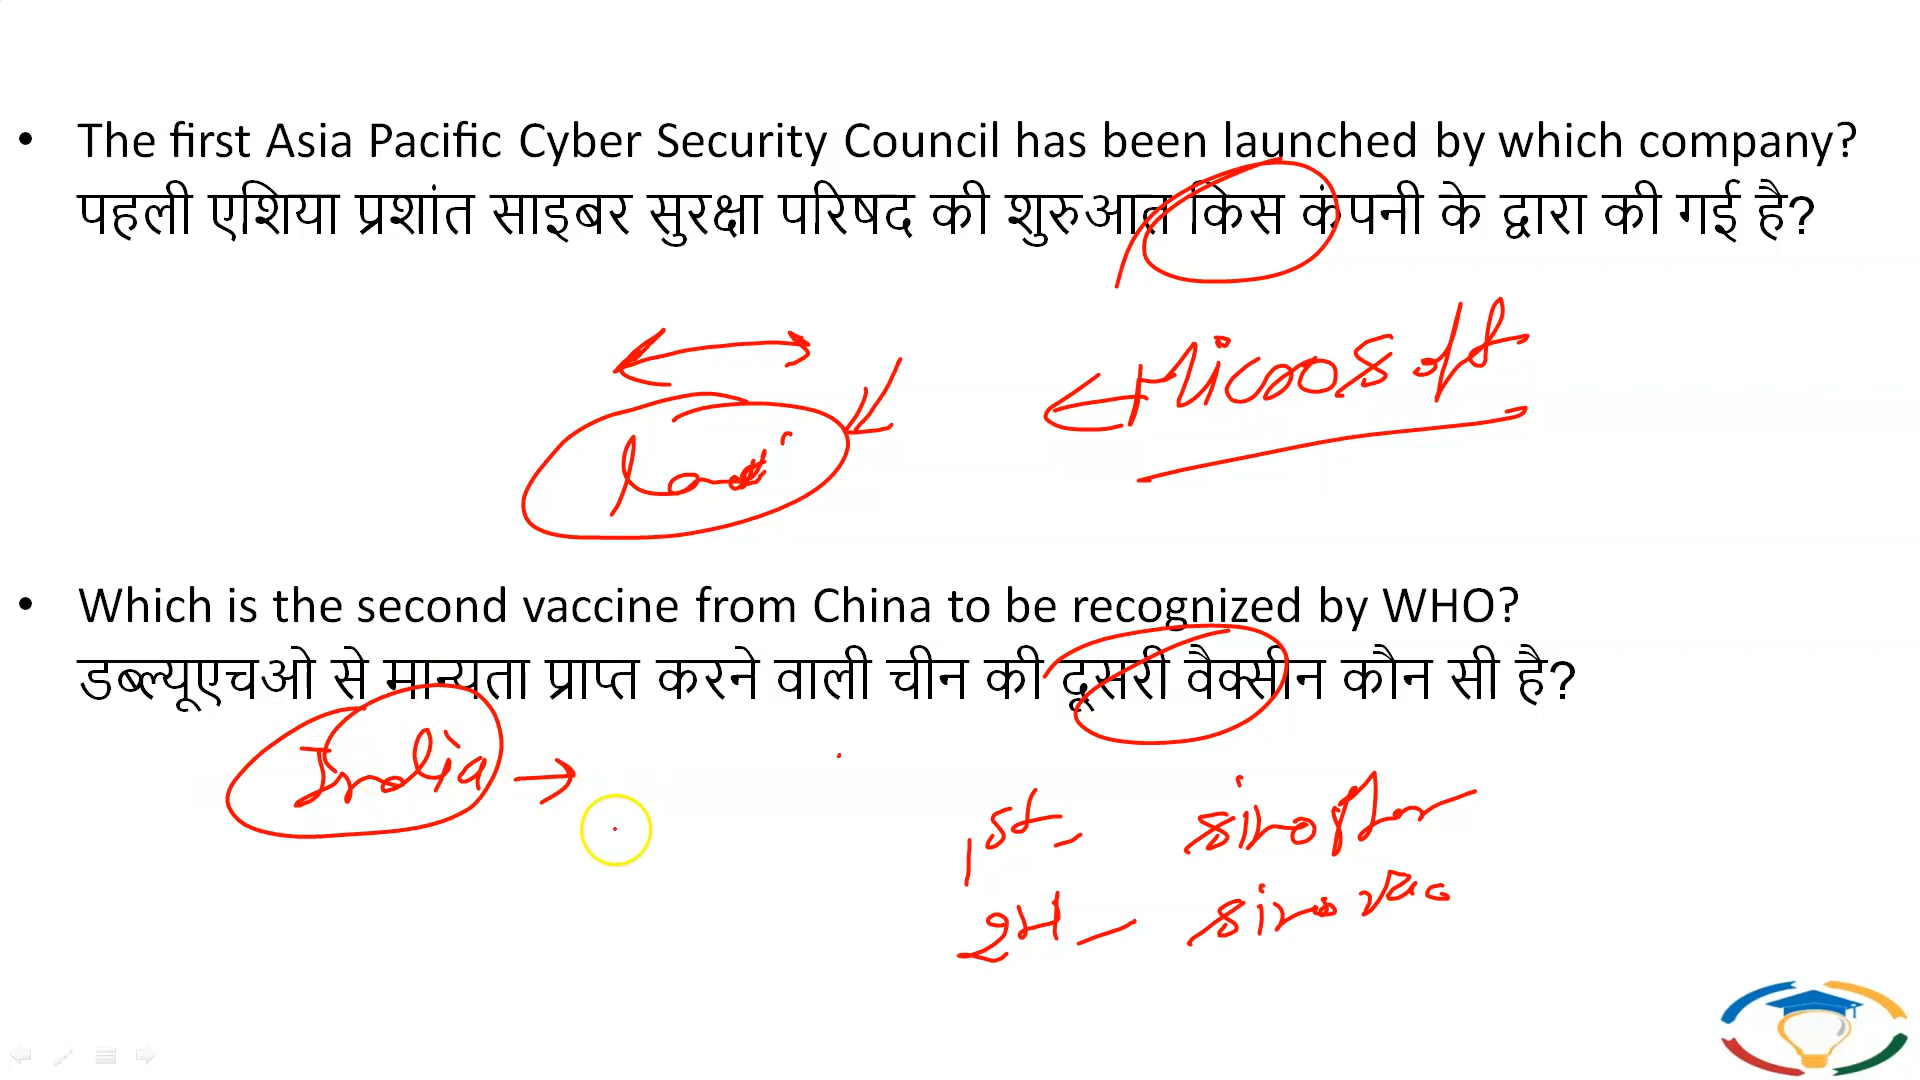 • The first Asia Pacific Cyber Security Council has been launched by which company?
पहली एशिया प्रशांत साइबर सुरक्षा परिषद की शुरुआत किस कंपनी के द्वारा की गई है?
Microsoft
• Which is the second vaccine from China to be recognized by WHO?
डब्ल्यूएचओ से मान्यता प्राप्त करने वाली चीन की दूसरी वैक्सीन कौन सी है?
India →
1st -
2nd - sinovac